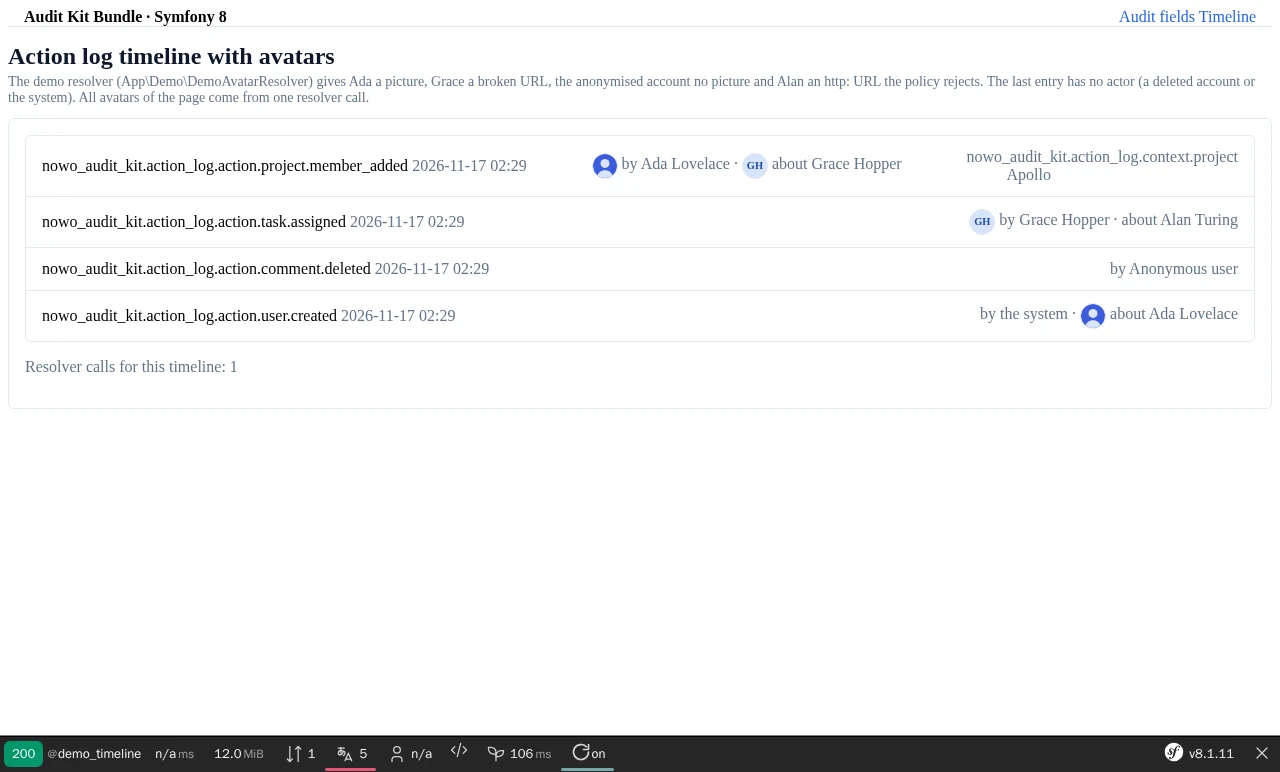 Audit Kit Bundle · Symfony 8
Audit fields Timeline
Action log timeline with avatars
The demo resolver (App\Demo\DemoAvatarResolver) gives Ada a picture, Grace a broken URL, the anonymised account no picture and Alan an http: URL the policy rejects. The last entry has no actor (a deleted account or
the system). All avatars of the page come from one resolver call.
nowo_audit_kit.action_log.action.project.member_added 2026-11-17 02:29
by Ada Lovelace · GH about Grace Hopper
nowo_audit_kit.action_log.context.project
Apollo
nowo_audit_kit.action_log.action.task.assigned 2026-11-17 02:29
GH by Grace Hopper · about Alan Turing
nowo_audit_kit.action_log.action.comment.deleted 2026-11-17 02:29
by Anonymous user
nowo_audit_kit.action_log.action.user.created 2026-11-17 02:29
by the system · about Ada Lovelace
Resolver calls for this timeline: 1
200 @demo_timeline n/a ms 12.0 MiB 1 5 n/a 106 ms on v8.1.11